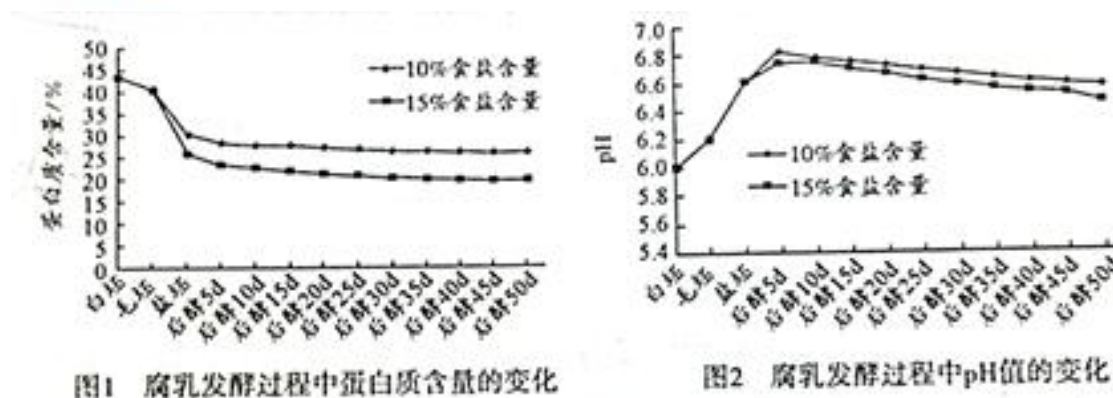 50
45
40
35
30
25
20
15
10
5
0
蛋白质含量/%
10%食盐含量
15%食盐含量
白坯
毛坯
盐坯
后酵5d
后酵10d
后酵15d
后酵20d
后酵25d
后酵30d
后酵35d
后酵40d
后酵45d
后酵50d
图1 腐乳发酵过程中蛋白质含量的变化
7.0
6.8
6.6
6.4
6.2
6.0
5.8
5.6
5.4
pH
10%食盐含量
15%食盐含量
白坯
毛坯
盐坯
后酵5d
后酵10d
后酵15d
后酵20d
后酵25d
后酵30d
后酵35d
后酵40d
后酵45d
后酵50d
图2 腐乳发酵过程中pH值的变化